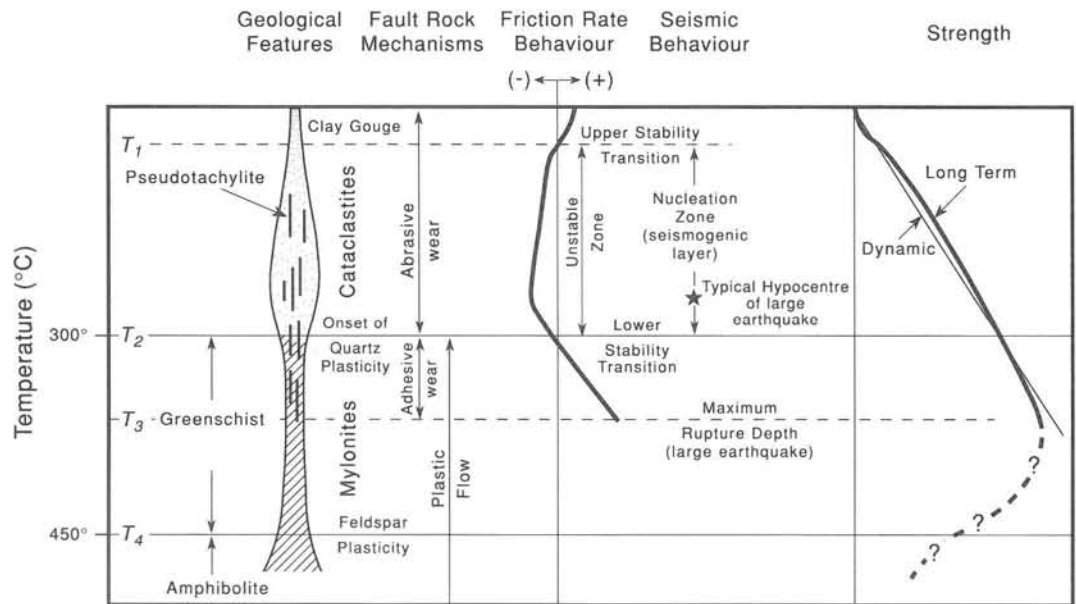 Geological
Features
Fault Rock
Mechanisms
Friction Rate
Behaviour
Seismic
Behaviour
Strength
(-)
(+)
Temperature (°C)
300°
450°
T1
T2
T3
T4
Clay Gouge
Pseudotachylite
Cataclastites
Onset of
Quartz
Plasticity
Greenschist
Mylonites
Feldspar
Plasticity
Amphibolite
Abrasive
wear
Adhesive
wear
Plastic
Flow
Unstable
Zone
Upper Stability
Transition
Nucleation
Zone
(seismogenic
layer)
Typical Hypocentre
of large
earthquake
Lower
Stability
Transition
Maximum
Rupture Depth
(large earthquake)
Long Term
Dynamic
?
?
?